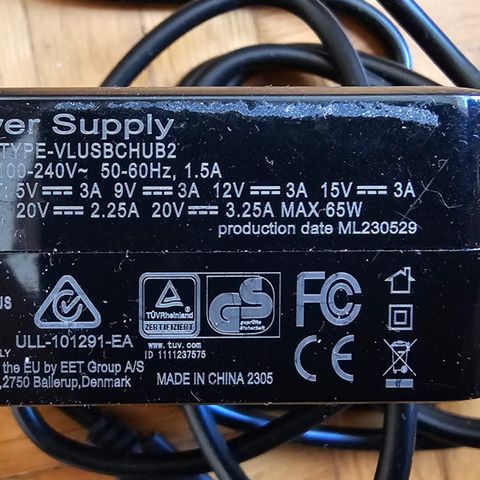 ver Supply
TYPE-VLUSBCHUB2
100-240V~ 50-60Hz, 1.5A
5V ⎓ 3A 9V ⎓ 3A 12V ⎓ 3A 15V ⎓ 3A
20V ⎓ 2.25A 20V ⎓ 3.25A MAX 65W
production date ML230529
US
ULL-101291-EA
TÜVRheinland
ZERTIFIZIERT
GS
geprüfte
Sicherheit
www.tuv.com
ID 1111237575
FC
CE
PLY
the EU by EET Group A/S
,2750 Ballerup,Denmark
MADE IN CHINA 2305